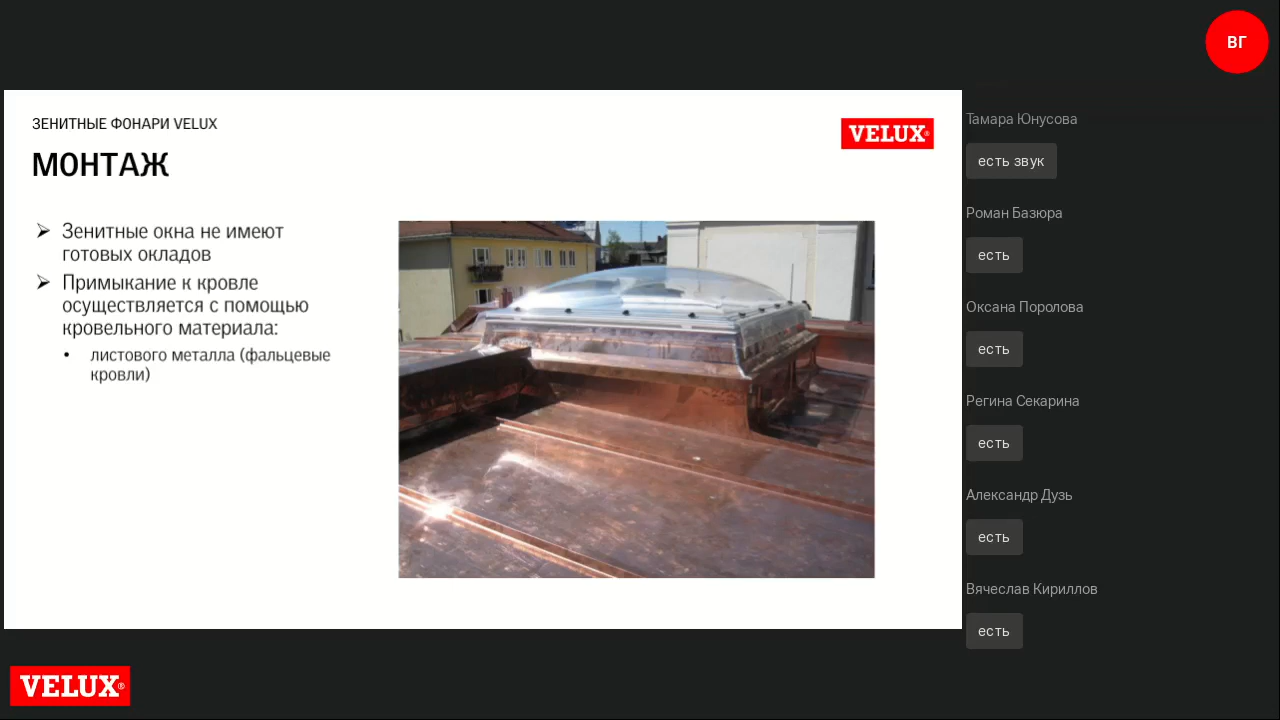 ВГ
ЗЕНИТНЫЕ ФОНАРИ VELUX
VELUX®
МОНТАЖ
Зенитные окна не имеют
готовых окладов
Примыкание к кровле
осуществляется с помощью
кровельного материала:
листового металла (фальцевые
кровли)
Тамара Юнусова
есть звук
Роман Базюра
есть
Оксана Поролова
есть
Регина Секарина
есть
Александр Дузь
есть
Вячеслав Кириллов
есть
VELUX®